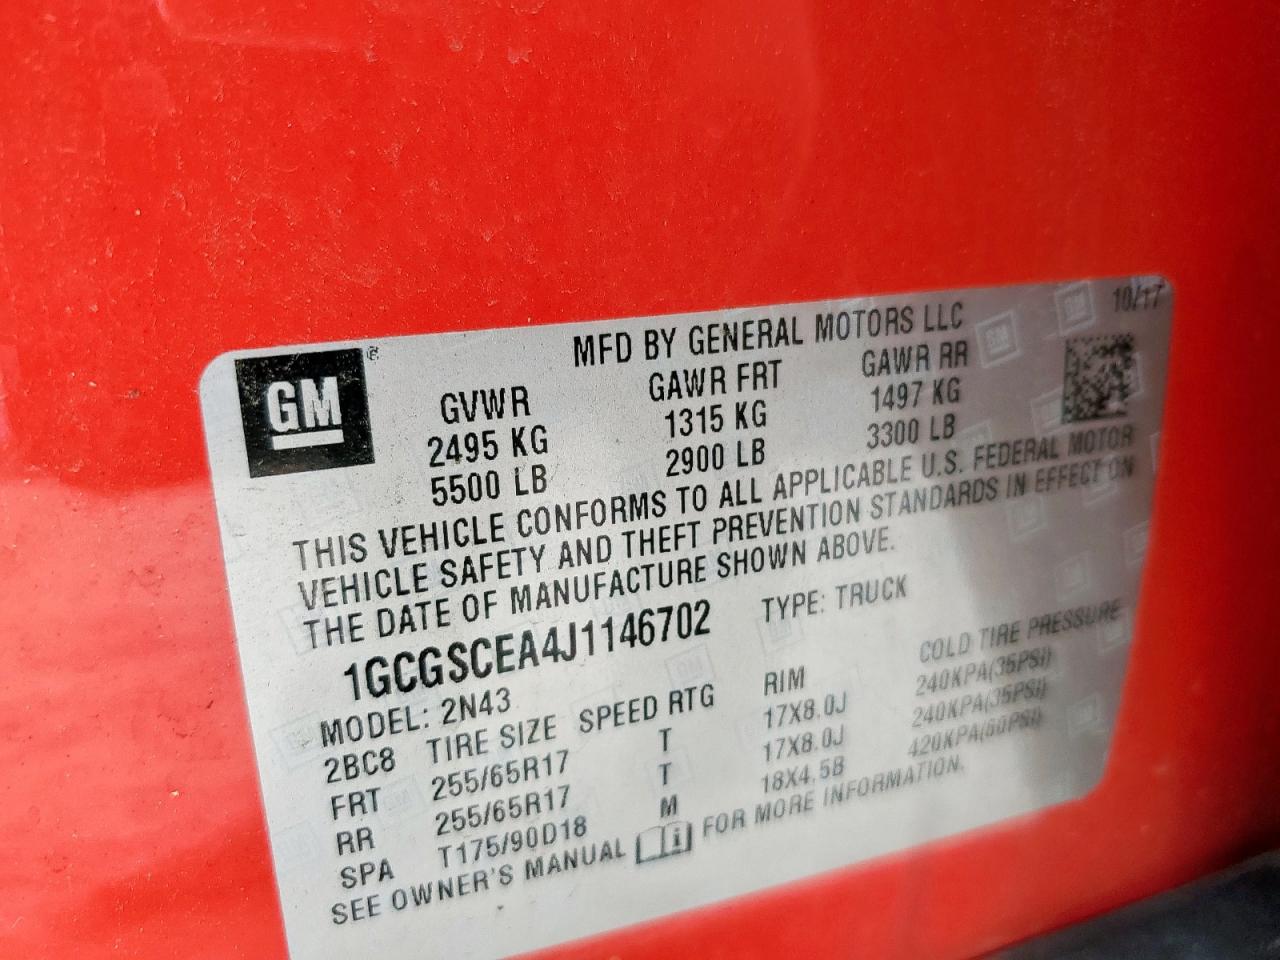 10/17
MFD BY GENERAL MOTORS LLC
GM
GVWR GAWR FRT GAWR RR
2495 KG 1315 KG 1497 KG
5500 LB 2900 LB 3300 LB
THIS VEHICLE CONFORMS TO ALL APPLICABLE U.S. FEDERAL MOTOR
VEHICLE SAFETY AND THEFT PREVENTION STANDARDS IN EFFECT ON
THE DATE OF MANUFACTURE SHOWN ABOVE.
1GCGSCEA4J1146702 TYPE: TRUCK
MODEL: 2N43
2BC8 TIRE SIZE SPEED RTG RIM COLD TIRE PRESSURE
FRT 255/65R17 T 17X8.0J 240KPA(35PSI)
RR 255/65R17 T 17X8.0J 240KPA(35PSI)
SPA T175/90D18 M 18X4.5B 420KPA(60PSI)
SEE OWNER'S MANUAL FOR MORE INFORMATION.